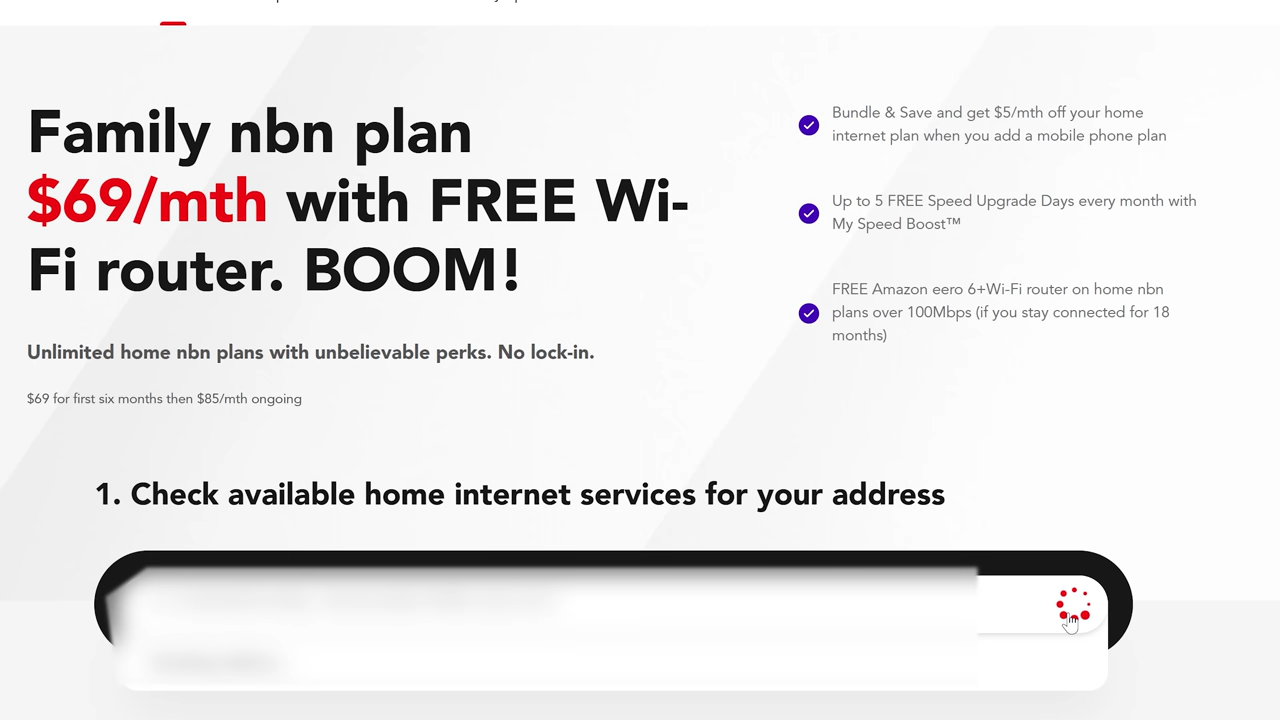 Family nbn plan
$69/mth with FREE Wi-
Fi router. BOOM!
Unlimited home nbn plans with unbelievable perks. No lock-in.
$69 for first six months then $85/mth ongoing
Bundle & Save and get $5/mth off your home
internet plan when you add a mobile phone plan
Up to 5 FREE Speed Upgrade Days every month with
My Speed Boost™
FREE Amazon eero 6+Wi-Fi router on home nbn
plans over 100Mbps (if you stay connected for 18
months)
1. Check available home internet services for your address